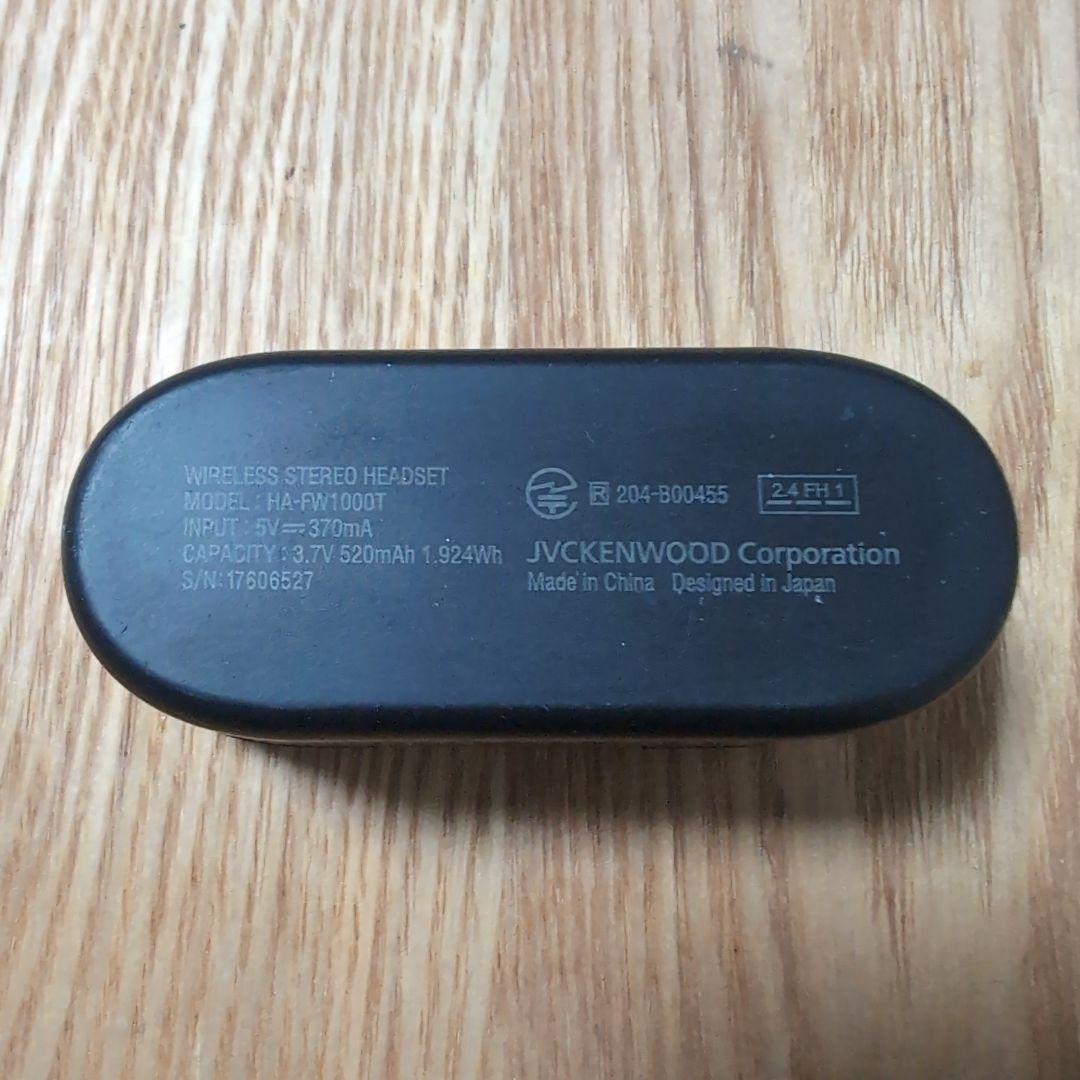 WIRELESS STEREO HEADSET
MODEL : HA-FW1000T
INPUT : 5V⎓370mA
CAPACITY : 3.7V 520mAh 1.924Wh
S/N: 17606527
R 204-B00455 2.4 FH 1
JVCKENWOOD Corporation
Made in China Designed in Japan